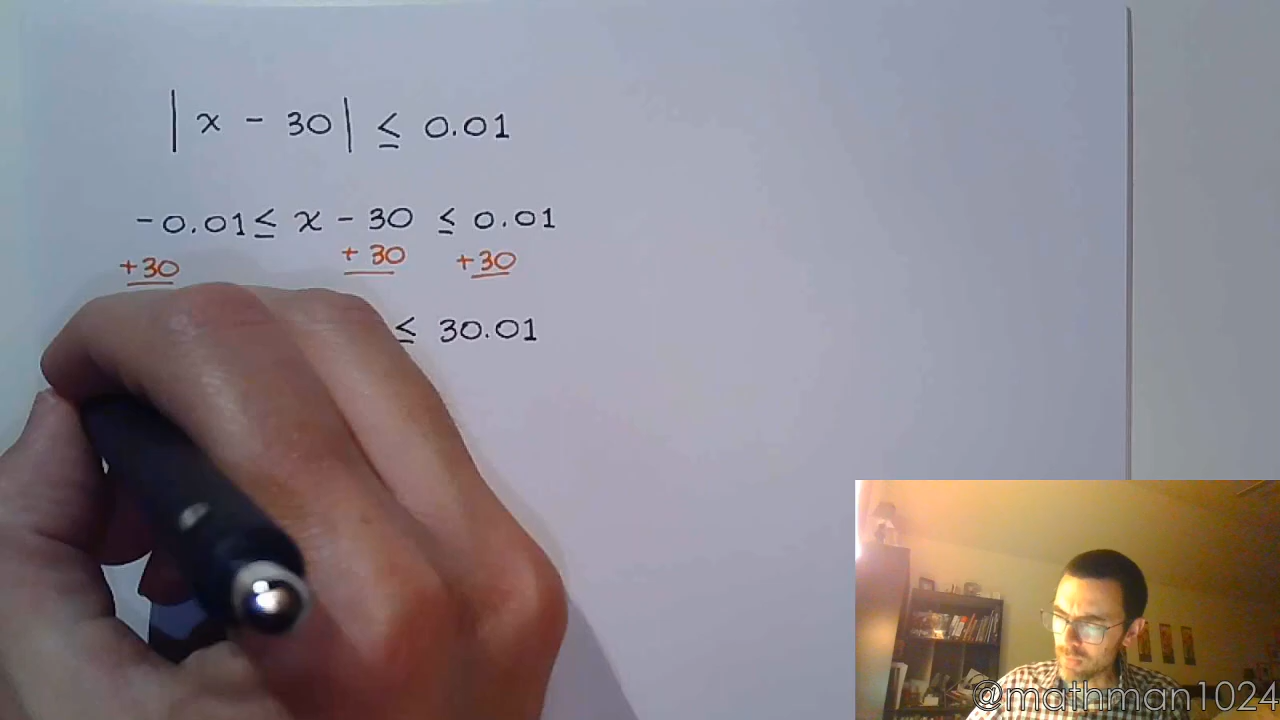 |x - 30| ≤ 0.01
-0.01 ≤ x - 30 ≤ 0.01
+30 +30 +30
≤ 30.01
@mathman1024